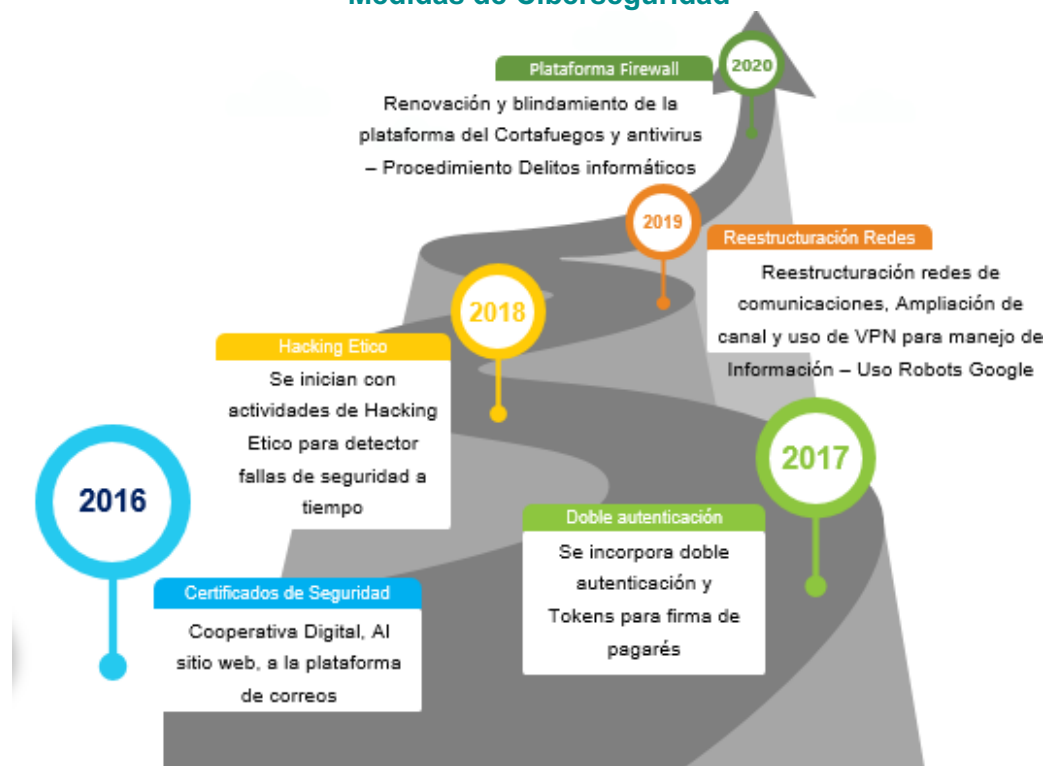 Medidas de Ciberseguridad
2020
Plataforma Firewall
Renovación y blindamiento de la
plataforma del Cortafuegos y antivirus
– Procedimiento Delitos informáticos
2019
Reestructuración Redes
Reestructuración redes de
comunicaciones, Ampliación de
canal y uso de VPN para manejo de
Información – Uso Robots Google
2018
Hacking Etico
Se inician con
actividades de Hacking
Etico para detector
fallas de seguridad a
tiempo
2017
Doble autenticación
Se incorpora doble
autenticación y
Tokens para firma de
pagarés
2016
Certificados de Seguridad
Cooperativa Digital, Al
sitio web, a la plataforma
de correos